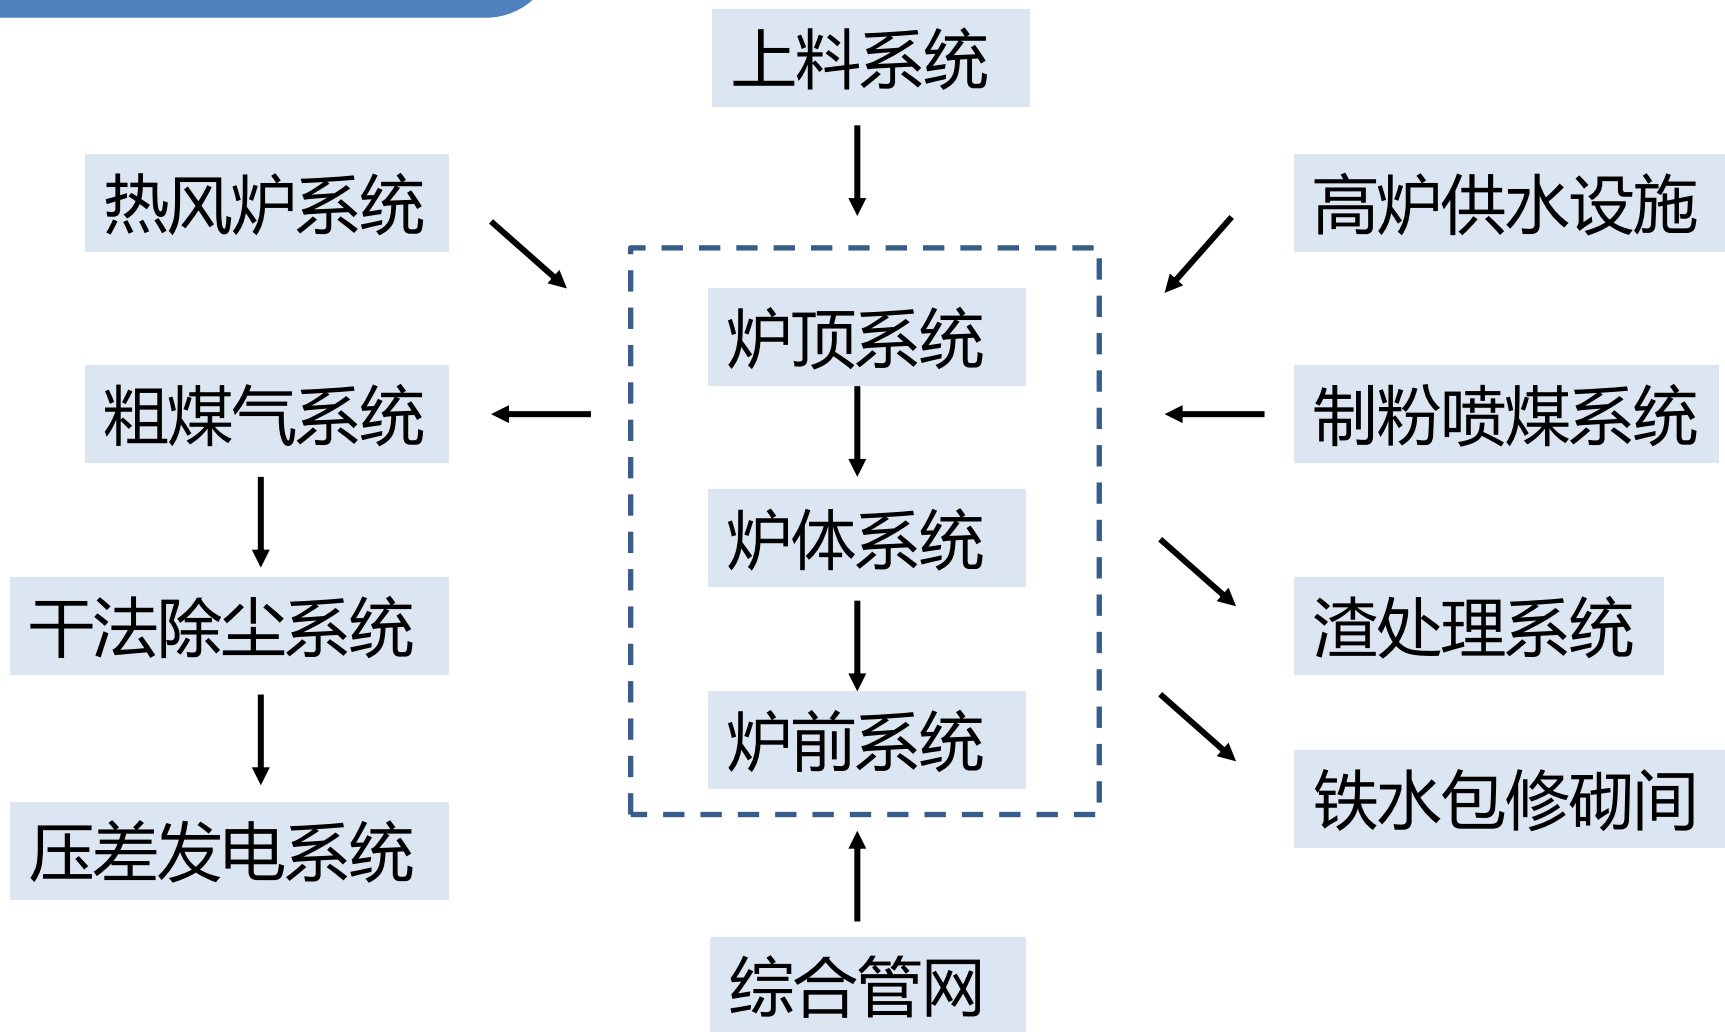 上料系统
热风炉系统
高炉供水设施
炉顶系统
粗煤气系统
制粉喷煤系统
炉体系统
干法除尘系统
渣处理系统
炉前系统
铁水包修砌间
压差发电系统
综合管网